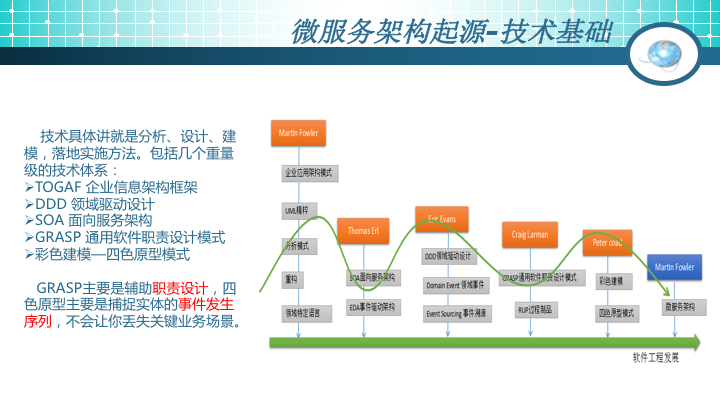 微服务架构起源-技术基础
技术具体讲就是分析、设计、建
模，落地实施方法。包括几个重量
级的技术体系：
➢TOGAF 企业信息架构框架
➢DDD 领域驱动设计
➢SOA 面向服务架构
➢GRASP 通用软件职责设计模式
➢彩色建模—四色原型模式
GRASP主要是辅助职责设计，四
色原型主要是捕捉实体的事件发生
序列，不会让你丢失关键业务场景。
Martin Fowler
企业应用架构模式
UML精粹
分析模式
重构
领域特定语言
Thomas Erl
SOA面向服务架构
EDA事件驱动架构
Eric Evans
DDD领域驱动设计
Domain Event 领域事件
Event Sourcing 事件溯源
Craig Larman
GRASP通用软件职责设计模式
RUP过程制品
Peter coad
彩色建模
四色原型模式
Martin Fowler
微服务架构
软件工程发展